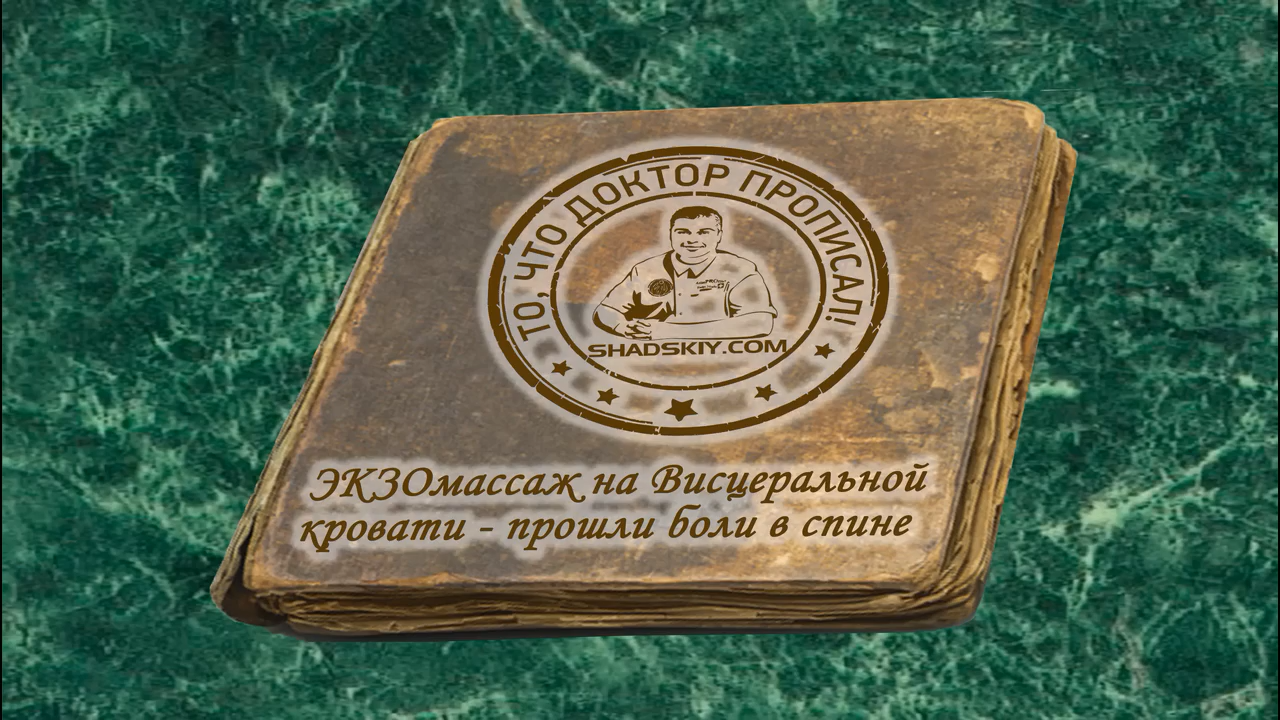 ТО, ЧТО ДОКТОР ПРОПИСАЛ!
SHADSKIY.COM
ЭКЗОмассаж на Висцеральной
кровати - прошли боли в спине